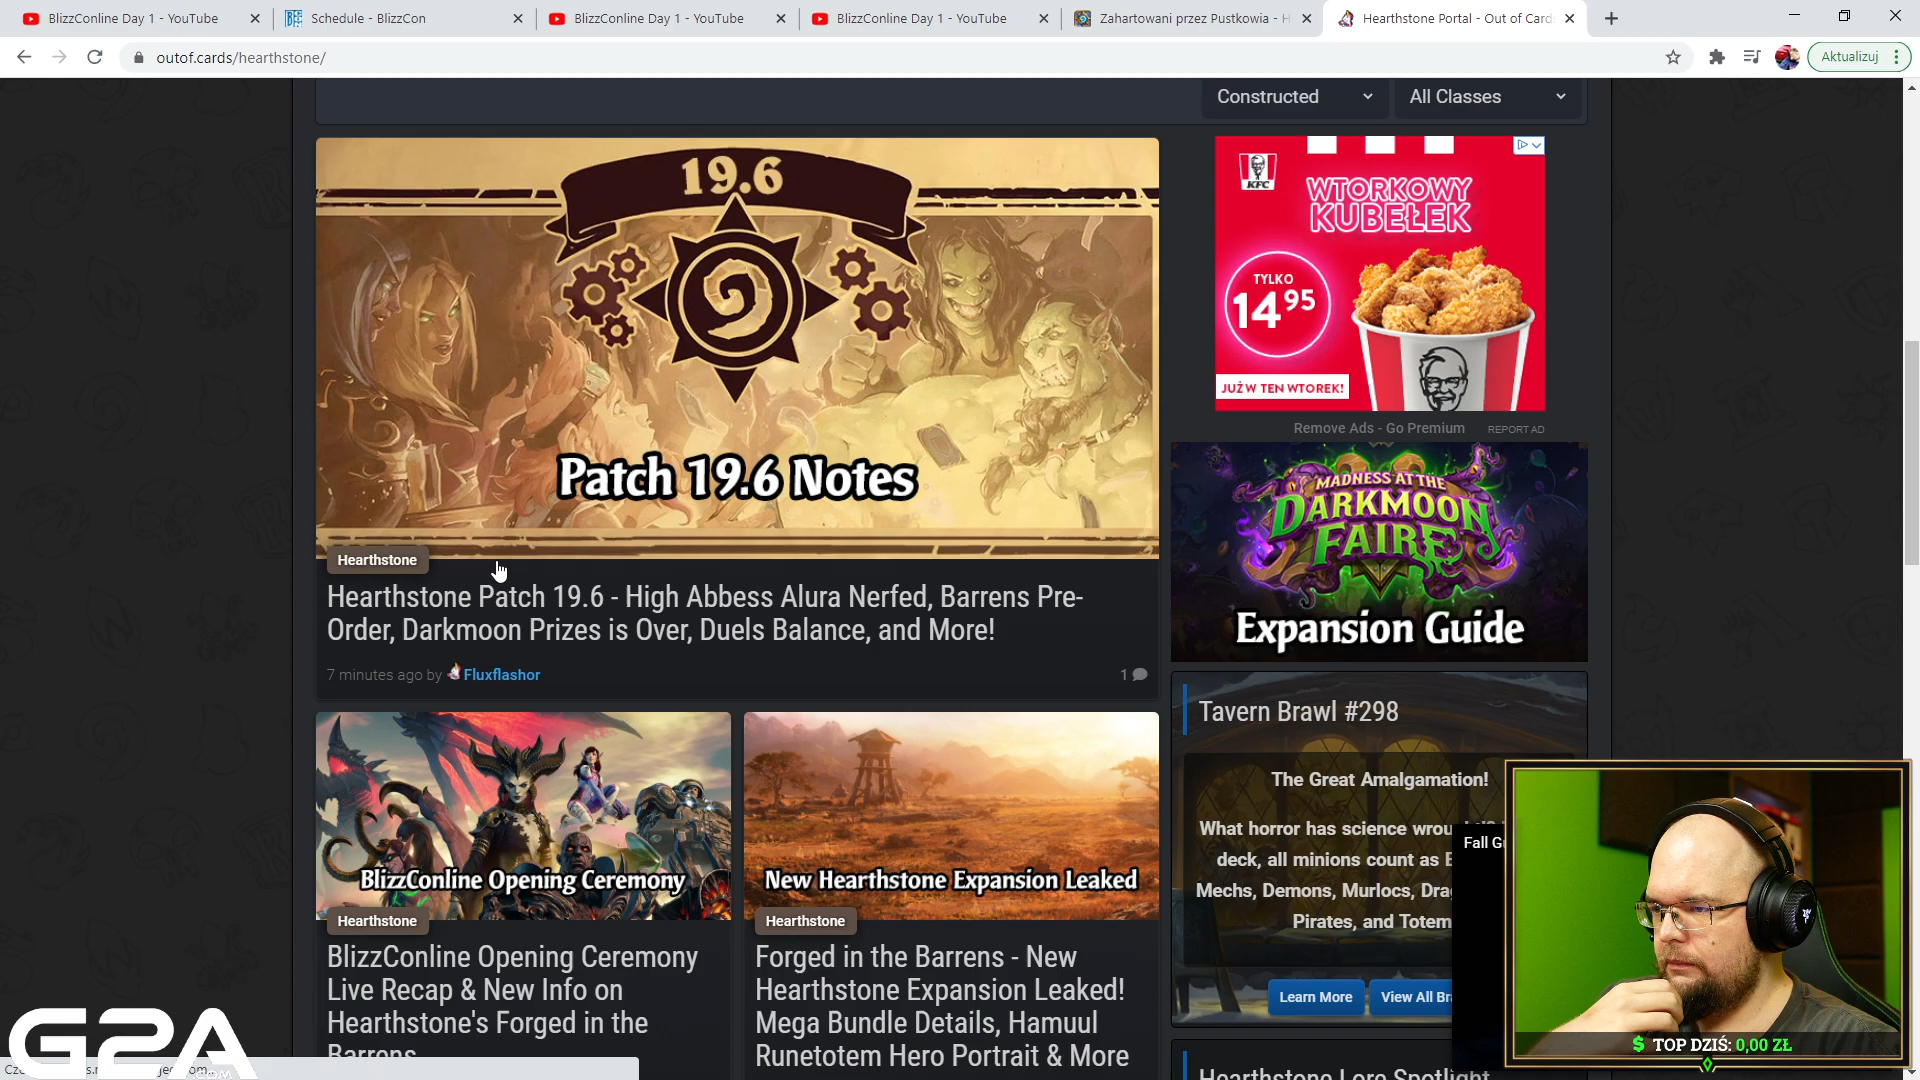 BlizzConline Day 1 - YouTube
Schedule - BlizzCon
BlizzConline Day 1 - YouTube
BlizzConline Day 1 - YouTube
Zahartowani przez Pustkowia - H
Hearthstone Portal - Out of Card
outof.cards/hearthstone/
Aktualizuj
Constructed
All Classes
19.6
Patch 19.6 Notes
Hearthstone
Hearthstone Patch 19.6 - High Abbess Alura Nerfed, Barrens Pre-
Order, Darkmoon Prizes is Over, Duels Balance, and More!
7 minutes ago by Fluxflashor
1
KFC
WTORKOWY
KUBEŁEK
TYLKO
14 95
JUŻ W TEN WTOREK!
Remove Ads - Go Premium
REPORT AD
MADNESS AT THE
DARKMOON
FAIRE
Expansion Guide
Tavern Brawl #298
The Great Amalgamation!
What horror has science wrou
deck, all minions count as
Mechs, Demons, Murlocs, Dra
Pirates, and Totem
Learn More
View All Bra
Hearthstone Lore Spotlight
BlizzConline Opening Ceremony
Hearthstone
BlizzConline Opening Ceremony
Live Recap & New Info on
Hearthstone's Forged in the
Barrens
New Hearthstone Expansion Leaked
Hearthstone
Forged in the Barrens - New
Hearthstone Expansion Leaked!
Mega Bundle Details, Hamuul
Runetotem Hero Portrait & More
Fall G
$ TOP DZIŚ: 0,00 ZŁ
G2A
.COM